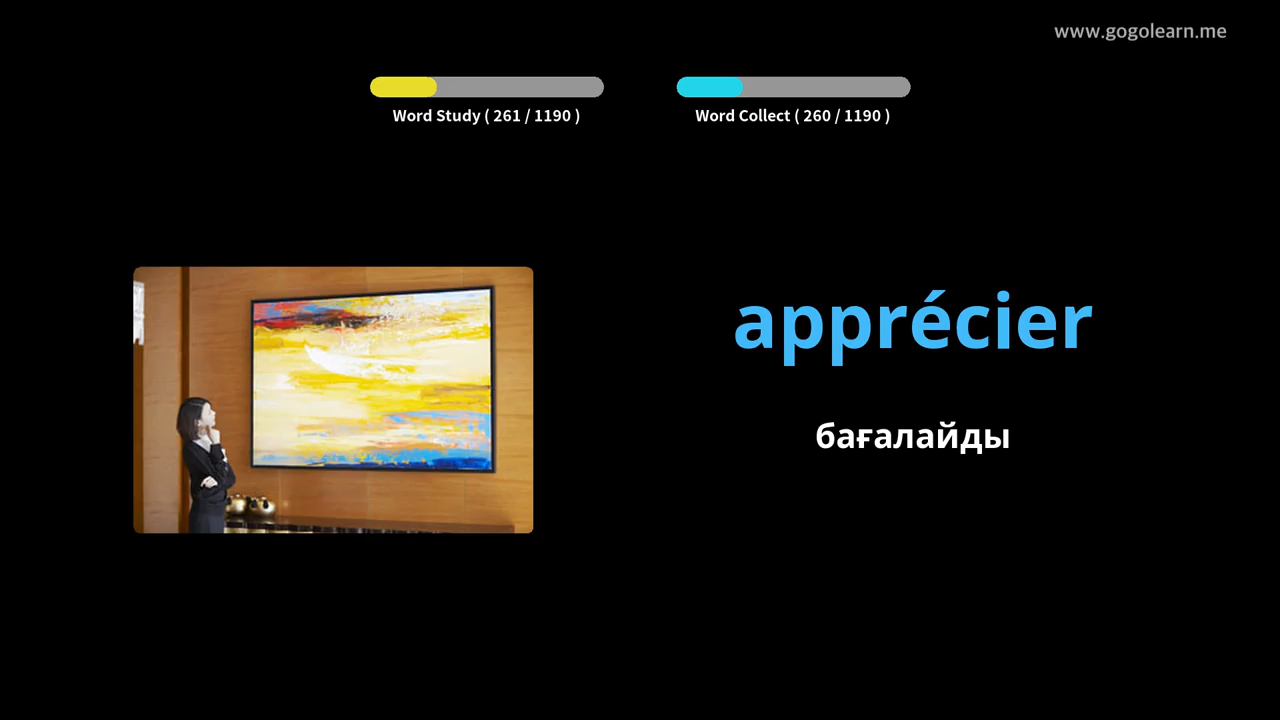 www.gogolearn.me
Word Study ( 261 / 1190 )
Word Collect ( 260 / 1190 )
apprécier
бағалайды